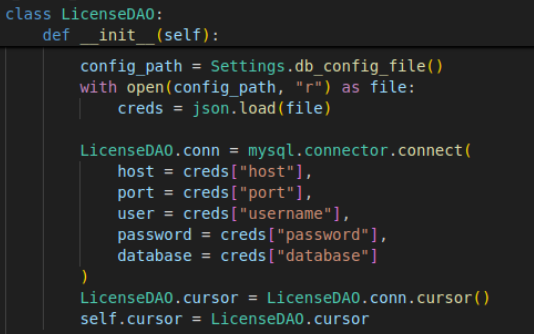 class LicenseDAO:
    def __init__(self):
        config_path = Settings.db_config_file()
        with open(config_path, "r") as file:
            creds = json.load(file)

        LicenseDAO.conn = mysql.connector.connect(
            host = creds["host"],
            port = creds["port"],
            user = creds["username"],
            password = creds["password"],
            database = creds["database"]
        )
        LicenseDAO.cursor = LicenseDAO.conn.cursor()
        self.cursor = LicenseDAO.cursor